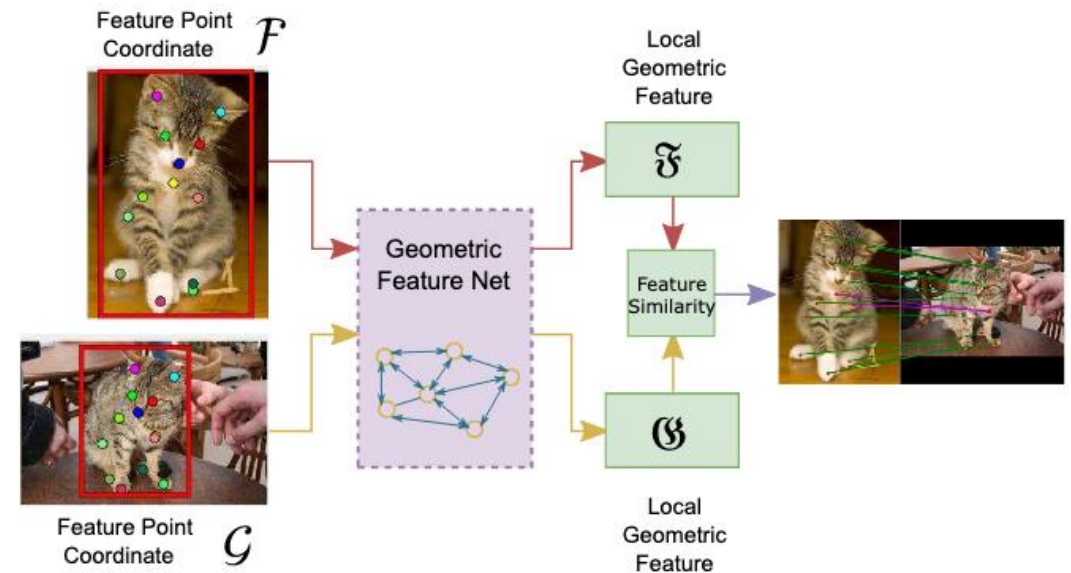 Feature Point
Coordinate
ℱ
Local
Geometric
Feature
𝔉
Geometric
Feature Net
Feature
Similarity
𝔊
Feature Point
Coordinate
𝒢
Local
Geometric
Feature